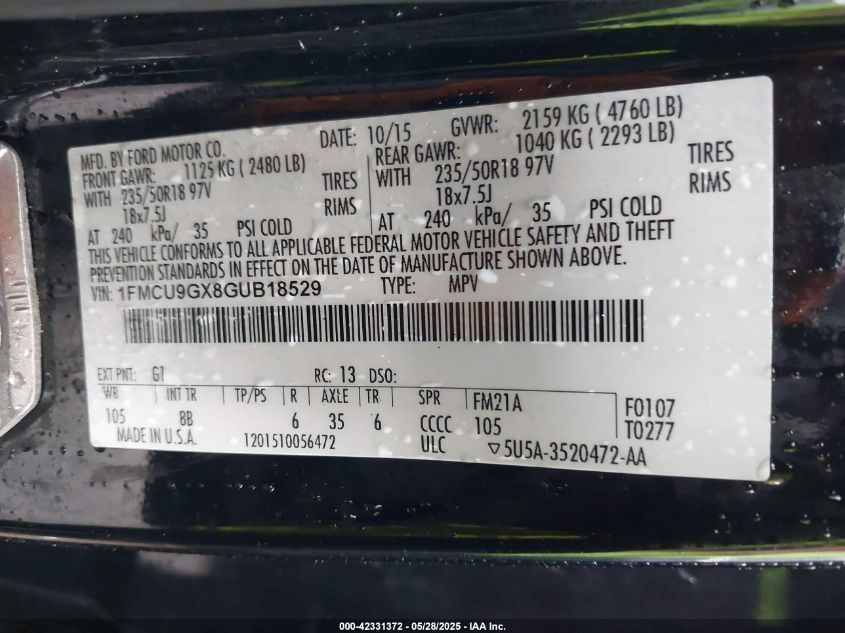 MFD. BY FORD MOTOR CO. DATE: 10/15 GVWR: 2159 KG ( 4760 LB)
FRONT GAWR: 1125 KG ( 2480 LB) REAR GAWR: 1040 KG ( 2293 LB)
WITH 235/50R18 97V TIRES WITH 235/50R18 97V TIRES
18x7.5J RIMS 18x7.5J RIMS
AT 240 kPa/ 35 PSI COLD AT 240 kPa/ 35 PSI COLD
THIS VEHICLE CONFORMS TO ALL APPLICABLE FEDERAL MOTOR VEHICLE SAFETY AND THEFT
PREVENTION STANDARDS IN EFFECT ON THE DATE OF MANUFACTURE SHOWN ABOVE.
VIN: 1FMCU9GX8GUB18529 TYPE: MPV
EXT PNT: G1 RC: 13 DSO:
WB INT TR TP/PS R AXLE TR SPR FM21A F0107
105 8B 6 35 6 CCCC 105 T0277
MADE IN U.S.A. 1201510056472 ULC ▽5U5A-3520472-AA
000-42331372 - 05/28/2025 - IAA Inc.